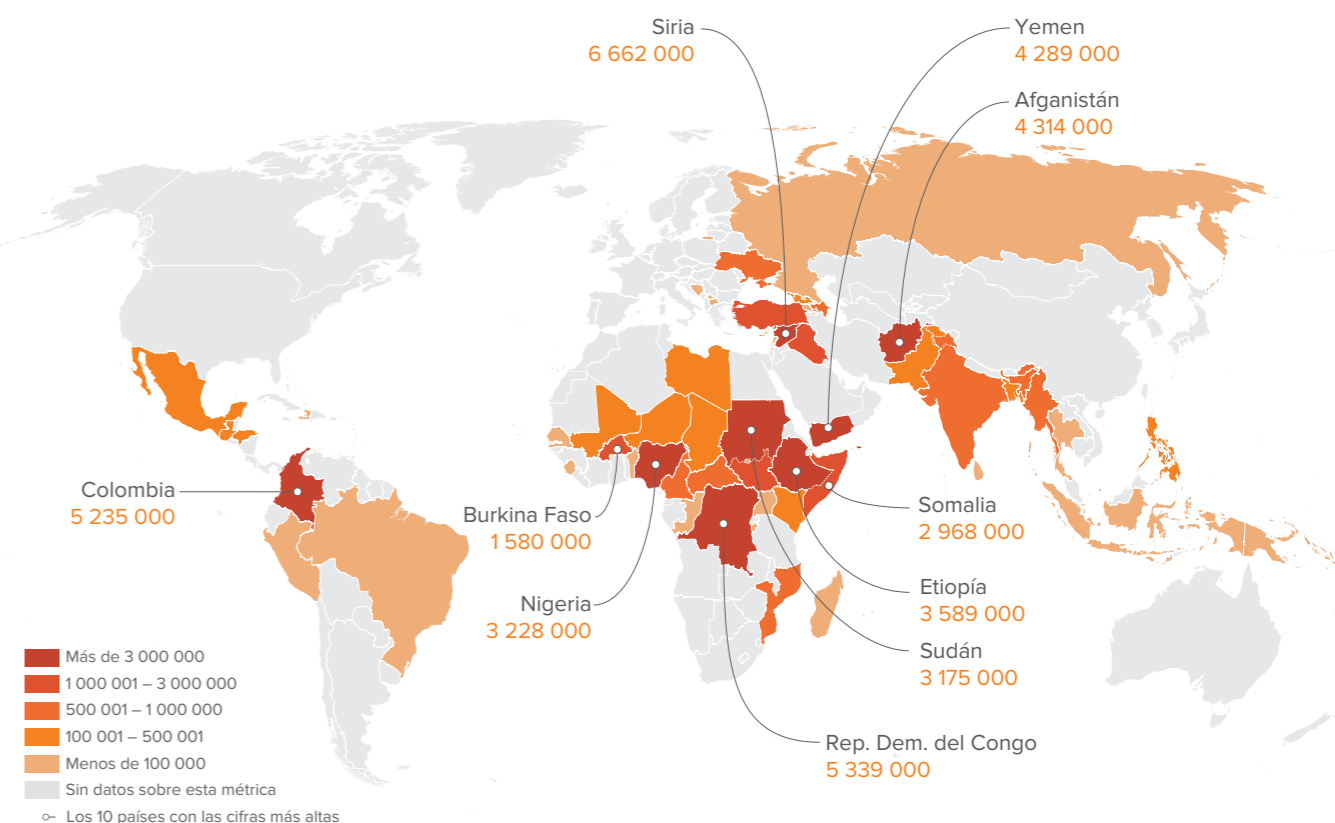 Siria
6 662 000
Yemen
4 289 000
Afganistán
4 314 000
Colombia
5 235 000
Burkina Faso
1 580 000
Nigeria
3 228 000
Somalia
2 968 000
Etiopía
3 589 000
Sudán
3 175 000
Rep. Dem. del Congo
5 339 000
Más de 3 000 000
1 000 001 – 3 000 000
500 001 – 1 000 000
100 001 – 500 001
Menos de 100 000
Sin datos sobre esta métrica
Los 10 países con las cifras más altas